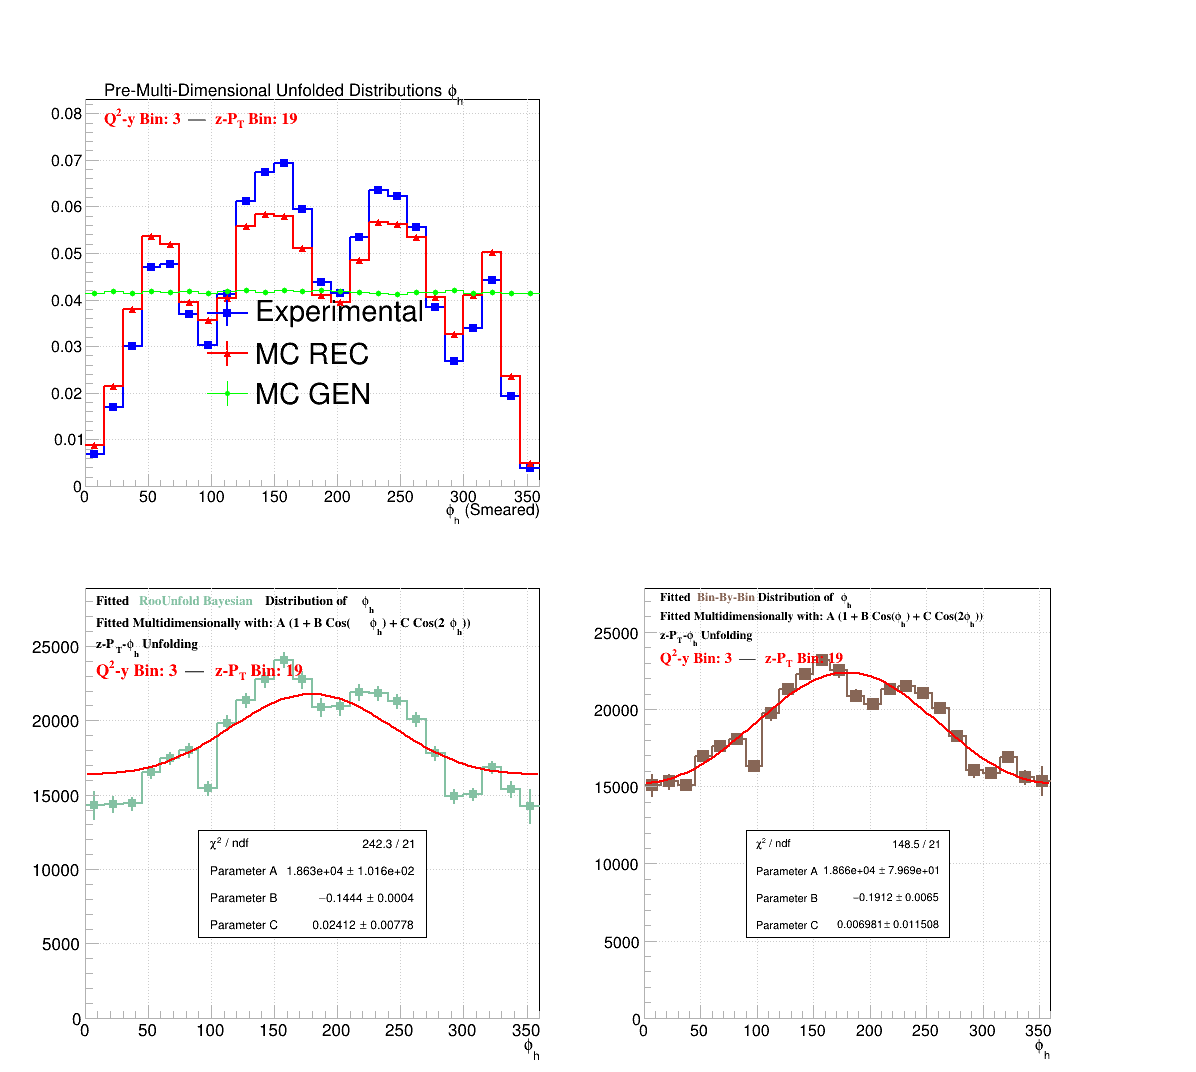 Pre-Multi-Dimensional Unfolded Distributions ϕh
Q2-y Bin: 3 — z-PT Bin: 19
0.08
0.07
0.06
0.05
0.04
0.03
0.02
0.01
0
Experimental
MC REC
MC GEN
0 50 100 150 200 250 300 350
ϕh (Smeared)
Fitted RooUnfold Bayesian Distribution of ϕh
Fitted Multidimensionally with: A (1 + B Cos( ϕh) + C Cos(2 ϕh))
z-PT-ϕh Unfolding
Q2-y Bin: 3 — z-PT Bin: 19
25000
20000
15000
10000
5000
0
χ2 / ndf 242.3 / 21
Parameter A 1.863e+04 ± 1.016e+02
Parameter B −0.1444 ± 0.0004
Parameter C 0.02412 ± 0.00778
0 50 100 150 200 250 300 350
ϕh
Fitted Bin-By-Bin Distribution of ϕh
Fitted Multidimensionally with: A (1 + B Cos(ϕh) + C Cos(2ϕh))
z-PT-ϕh Unfolding
Q2-y Bin: 3 — z-PT Bin: 19
25000
20000
15000
10000
5000
0
χ2 / ndf 148.5 / 21
Parameter A 1.866e+04 ± 7.969e+01
Parameter B −0.1912 ± 0.0065
Parameter C 0.006981 ± 0.011508
0 50 100 150 200 250 300 350
ϕh